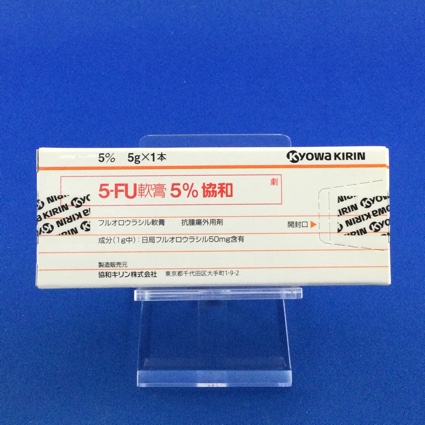 5% 5g×1本
KYOWA KIRIN
5-FU軟膏 5% 協和
劇
フルオロウラシル軟膏 抗腫瘍外用剤
開封口▶
成分(1g中):日局フルオロウラシル50mg含有
製造販売元
協和キリン株式会社 東京都千代田区大手町1-9-2
KYOWA KIRIN
KYOWA KIRIN